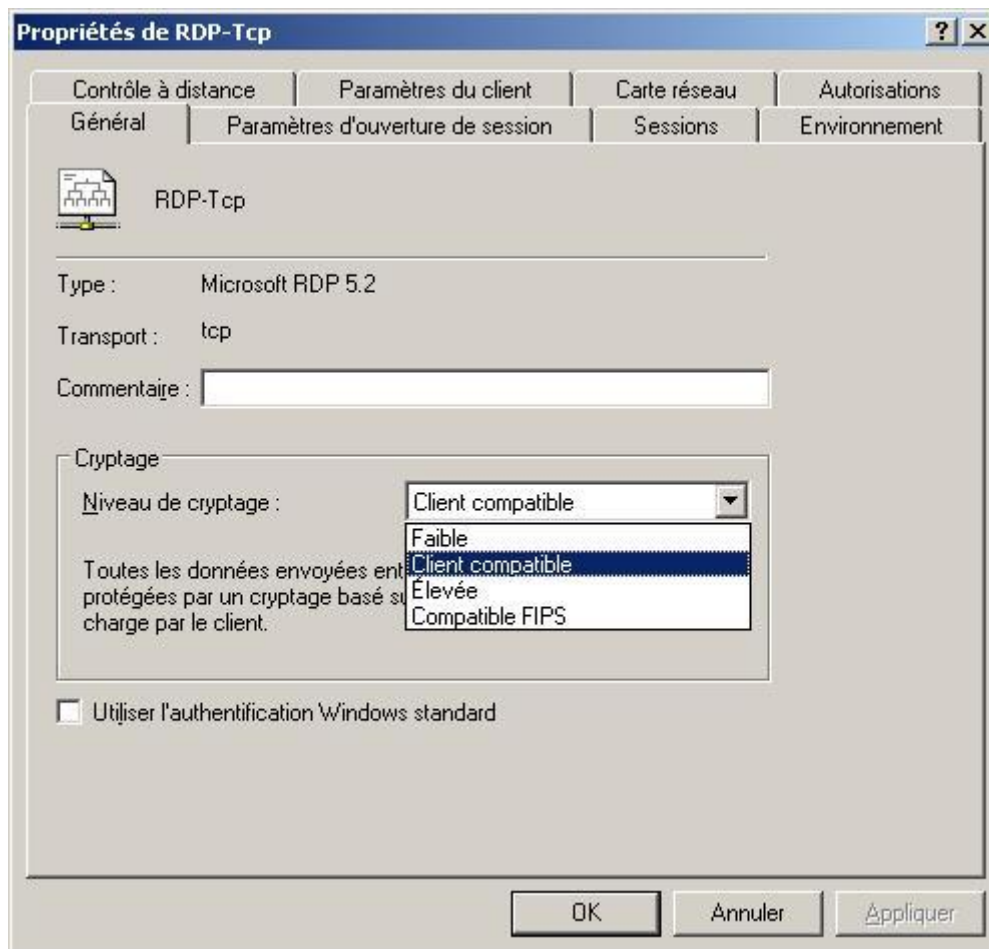 Propriétés de RDP-Tcp
Contrôle à distance Paramètres du client Carte réseau Autorisations
Général Paramètres d'ouverture de session Sessions Environnement
RDP-Tcp
Type : Microsoft RDP 5.2
Transport : tcp
Commentaire :
Cryptage
Niveau de cryptage : Client compatible
Faible
Client compatible
Élevée
Compatible FIPS
Toutes les données envoyées
protégées par un cryptage basé
charge par le client.
Utiliser l'authentification Windows standard
OK Annuler Appliquer